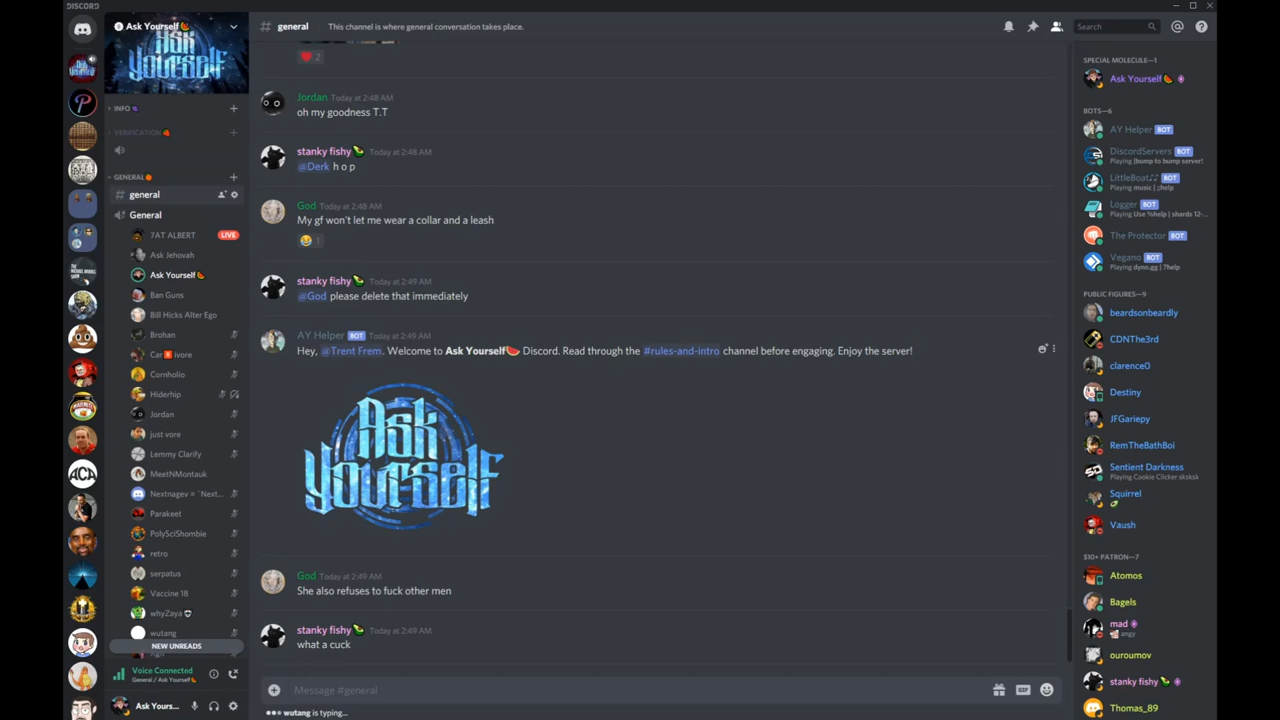 DISCORD
Ask Yourself
# general
This channel is where general conversation takes place.
Search
ASK
YOURSELF
INFO
VERIFICATION
GENERAL
# general
General
7AT ALBERT
LIVE
Ask Jehovah
Ask Yourself
Ban Guns
Bill Hicks Alter Ego
Brohan
Car ivore
Cornholio
Hiderhip
Jordan
just vore
Lemmy Clarify
MeetNMontauk
Nextnagev = `Next...
Parakeet
PolySciShombie
retro
serpatus
Vaccine 18
whyZaya
wutang
NEW UNREADS
Voice Connected
General / Ask Yourself
Ask Yours...
ACA
2
Jordan Today at 2:48 AM
oh my goodness T.T
stanky fishy Today at 2:48 AM
@Derk h o p
God Today at 2:48 AM
My gf won't let me wear a collar and a leash
1
stanky fishy Today at 2:49 AM
@God please delete that immediately
AY Helper BOT Today at 2:49 AM
Hey, @Trent Frem. Welcome to Ask Yourself Discord. Read through the #rules-and-intro channel before engaging. Enjoy the server!
Ask
Yourself
God Today at 2:49 AM
She also refuses to fuck other men
stanky fishy Today at 2:49 AM
what a cuck
Message #general
GIF
wutang is typing...
SPECIAL MOLECULE—1
Ask Yourself
BOTS—6
AY Helper BOT
DiscordServers BOT
Playing !bump to bump server!
LittleBoat♪♪ BOT
Playing music | ;;help
Logger BOT
Playing Use %help | shards 12-...
The Protector BOT
Vegano BOT
Playing dyno.gg | ?help
PUBLIC FIGURES—9
beardsonbeardly
CDNThe3rd
clarence0
Destiny
JFGariepy
RemTheBathBoi
Sentient Darkness
Playing Cookie Clicker sksksk
Squirrel
Vaush
$10+ PATRON—7
Atomos
Bagels
mad
angy
ouroumov
stanky fishy
Thomas_89